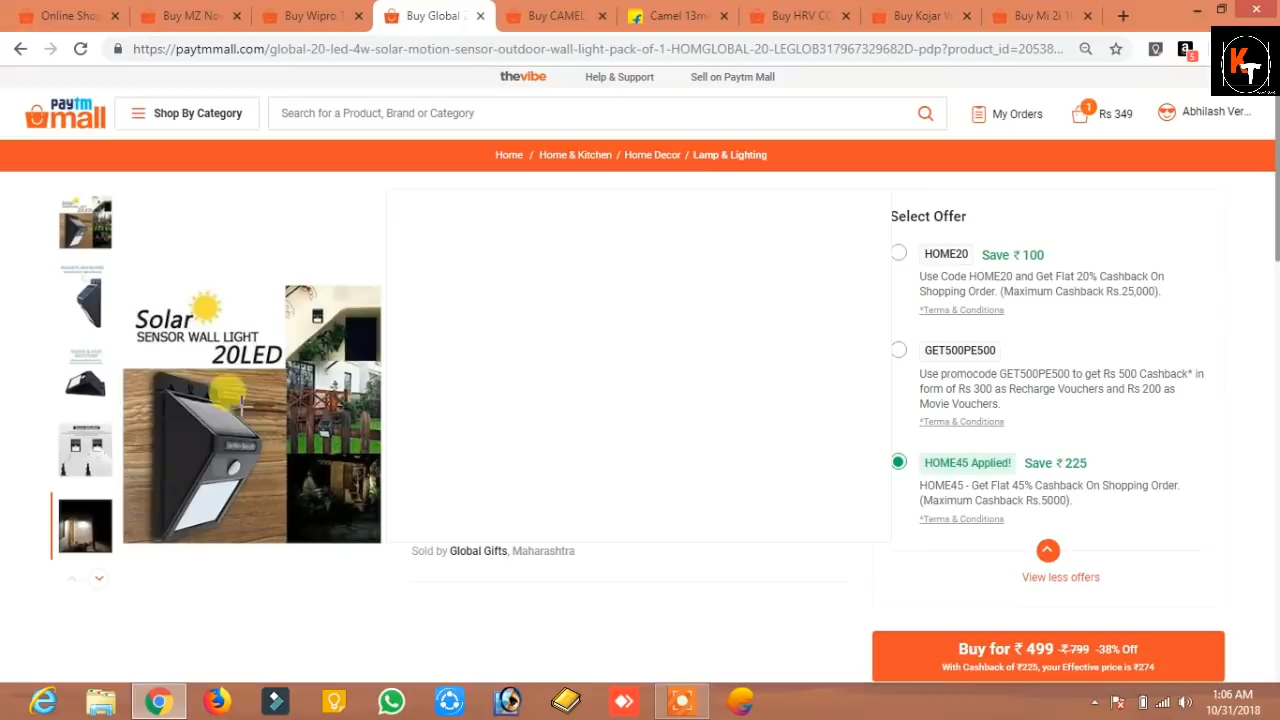 Online Shop
Buy MZ No
Buy Wipro 1
Buy Global 2
Buy CAMEL
Camel 13m
Buy HRV C
Buy Kojar W
Buy Mi 2i 1
https://paytmmall.com/global-20-led-4w-solar-motion-sensor-outdoor-wall-light-pack-of-1-HOMGLOBAL-20-LEGLOB317967329682D-pdp?product_id=20538...
5
KT
thevibe
Help & Support
Sell on Paytm Mall
paytm
mall
Shop By Category
Search for a Product, Brand or Category
My Orders
1
Rs 349
Abhilash Ver...
Home / Home & Kitchen / Home Decor / Lamp & Lighting
Solar
SENSOR WALL LIGHT
20LED
Select Offer
HOME20 Save ₹ 100
Use Code HOME20 and Get Flat 20% Cashback On
Shopping Order. (Maximum Cashback Rs.25,000).
*Terms & Conditions
GET500PE500
Use promocode GET500PE500 to get Rs 500 Cashback* in
form of Rs 300 as Recharge Vouchers and Rs 200 as
Movie Vouchers.
*Terms & Conditions
HOME45 Applied! Save ₹ 225
HOME45 - Get Flat 45% Cashback On Shopping Order.
(Maximum Cashback Rs.5000).
*Terms & Conditions
Sold by Global Gifts, Maharashtra
View less offers
Buy for ₹ 499 ₹ 799 -38% Off
With Cashback of ₹225, your Effective price is ₹274
1:06 AM
10/31/2018